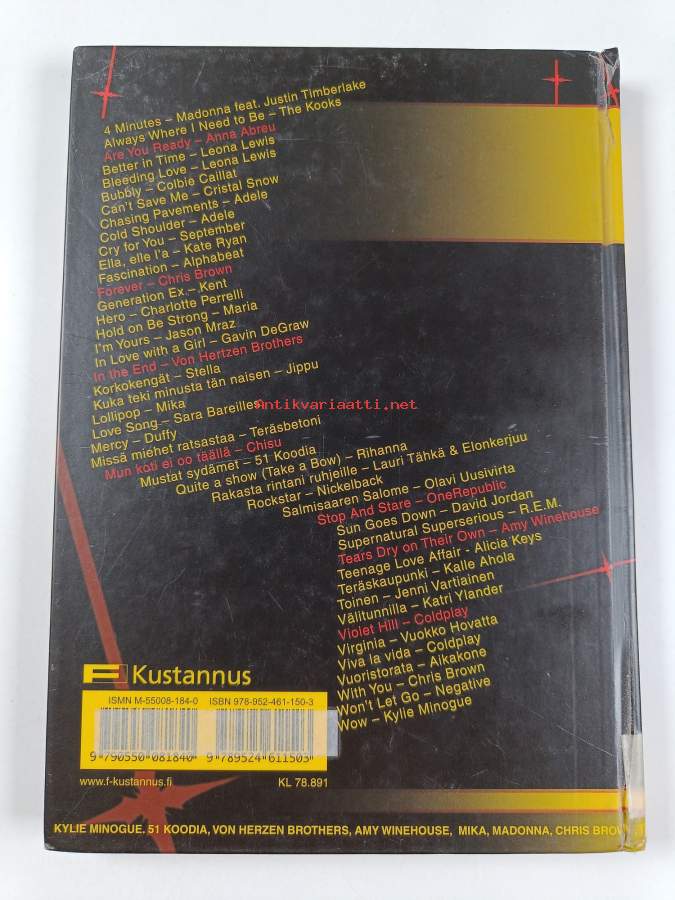 4 Minutes – Madonna feat. Justin Timberlake
Always Where I Need to Be – The Kooks
Are You Ready – Anna Abreu
Better in Time – Leona Lewis
Bleeding Love – Leona Lewis
Bubbly – Colbie Caillat
Can't Save Me – Cristal Snow
Chasing Pavements – Adele
Cold Shoulder – Adele
Cry for You – September
Ella, elle l'a – Kate Ryan
Fascination – Alphabeat
Forever – Chris Brown
Generation Ex – Kent
Hero – Charlotte Perrelli
Hold on Be Strong – Maria
I'm Yours – Jason Mraz
In Love with a Girl – Gavin DeGraw
In the End – Von Hertzen Brothers
Korkokengät – Stella
Kuka teki minusta tän naisen – Jippu
Lollipop – Mika
Love Song – Sara Bareilles
Mercy – Duffy
Missä miehet ratsastaa – Teräsbetoni
Mun koti ei oo täällä – Chisu
Mustat sydämet – 51 Koodia
Quite a show (Take a Bow) – Rihanna
Rakasta rintani ruhjeille – Lauri Tähkä & Elonkerjuu
Rockstar – Nickelback
Salmisaaren Salome – Olavi Uusivirta
Stop And Stare – OneRepublic
Sun Goes Down – David Jordan
Supernatural Superserious – R.E.M.
Tears Dry on Their Own – Amy Winehouse
Teenage Love Affair - Alicia Keys
Teräskaupunki – Kalle Ahola
Toinen – Jenni Vartiainen
Välitunnilla – Katri Ylander
Violet Hill – Coldplay
Virginia – Vuokko Hovatta
Viva la vida – Coldplay
Vuoristorata – Aikakone
With You – Chris Brown
Won't Let Go – Negative
Wow – Kylie Minogue
Antikvariaatti.net
F Kustannus
ISMN M-55008-184-0 ISBN 978-952-461-150-3
9 790550 081840 9 789524 611503
www.f-kustannus.fi KL 78.891
KYLIE MINOGUE, 51 KOODIA, VON HERZEN BROTHERS, AMY WINEHOUSE, MIKA, MADONNA, CHRIS